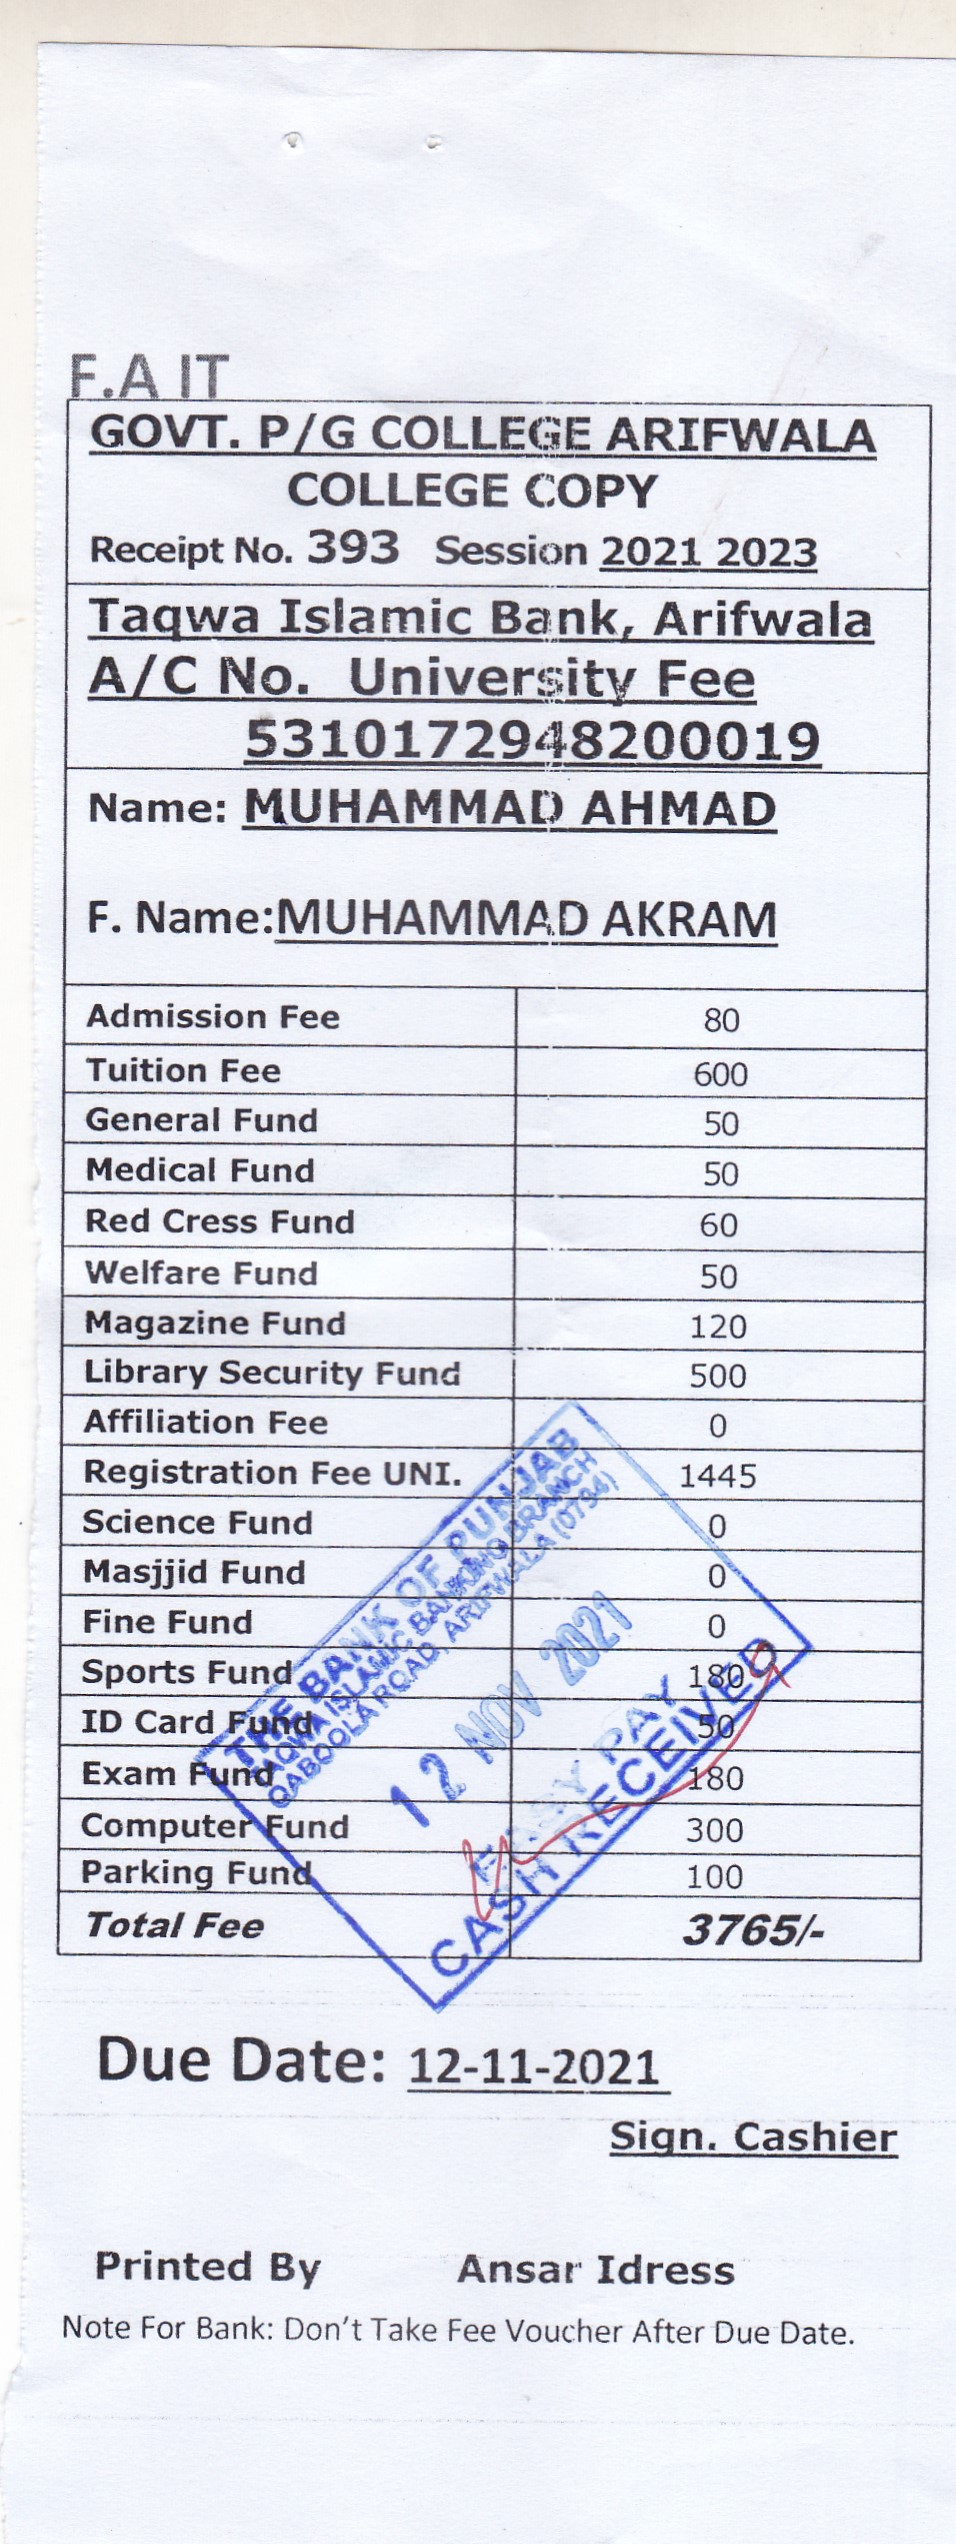 F.A IT
GOVT. P/G COLLEGE ARIFWALA
COLLEGE COPY
Receipt No. 393 Session 2021 2023
Taqwa Islamic Bank, Arifwala
A/C No. University Fee
5310172948200019
Name: MUHAMMAD AHMAD
F. Name:MUHAMMAD AKRAM
Admission Fee 80
Tuition Fee 600
General Fund 50
Medical Fund 50
Red Cress Fund 60
Welfare Fund 50
Magazine Fund 120
Library Security Fund 500
Affiliation Fee 0
Registration Fee UNI. 1445
Science Fund 0
Masjjid Fund 0
Fine Fund 0
Sports Fund 180
ID Card Fund 50
Exam Fund 180
Computer Fund 300
Parking Fund 100
Total Fee 3765/-
THE BANK OF PUNJAB
TAQWA ISLAMIC BANKING BRANCH
QABOOLA ROAD, ARIFWALA (0734)
12 NOV 2021
EASY PAY
CASH RECEIVED
Due Date: 12-11-2021
Sign. Cashier
Printed By Ansar Idress
Note For Bank: Don't Take Fee Voucher After Due Date.